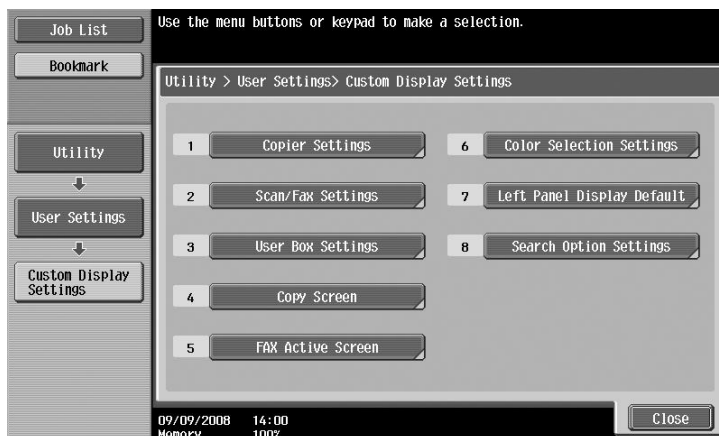 Job List
Bookmark
Use the menu buttons or keypad to make a selection.
Utility > User Settings> Custom Display Settings
Utility
User Settings
Custom Display
Settings
1 Copier Settings
2 Scan/Fax Settings
3 User Box Settings
4 Copy Screen
5 FAX Active Screen
6 Color Selection Settings
7 Left Panel Display Default
8 Search Option Settings
09/09/2008 14:00
Memory 100%
Close